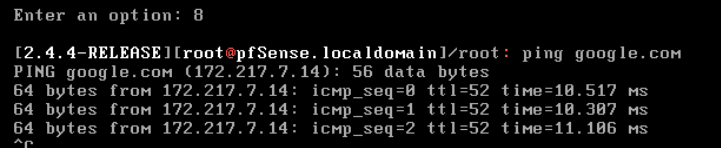 Enter an option: 8
[2.4.4-RELEASE][root@pfSense.localdomain]/root: ping google.com
PING google.com (172.217.7.14): 56 data bytes
64 bytes from 172.217.7.14: icmp_seq=0 ttl=52 time=10.517 ms
64 bytes from 172.217.7.14: icmp_seq=1 ttl=52 time=10.307 ms
64 bytes from 172.217.7.14: icmp_seq=2 ttl=52 time=11.106 ms
^C